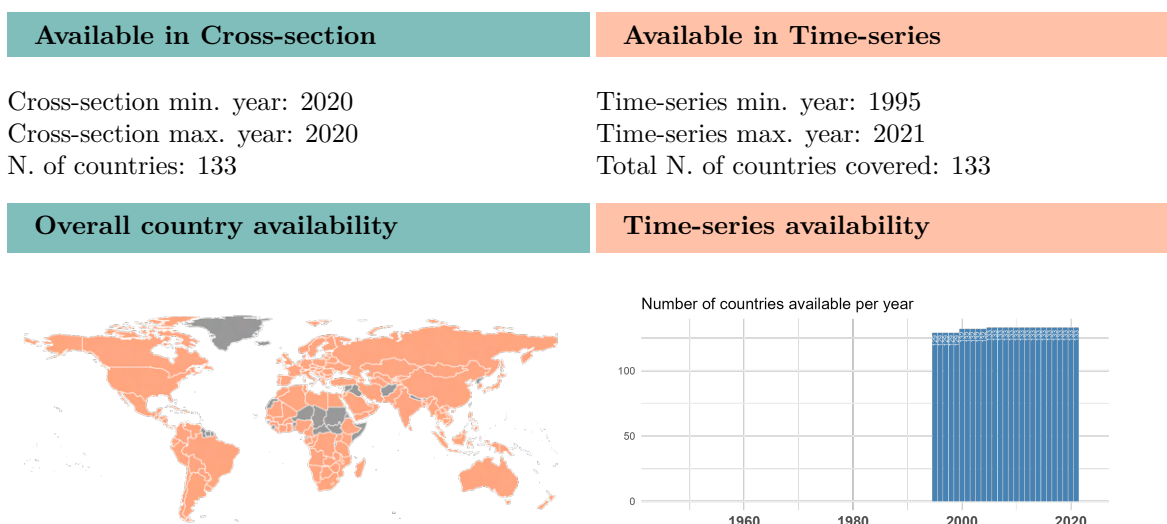 Available in Cross-section
Available in Time-series
Cross-section min. year: 2020
Cross-section max. year: 2020
N. of countries: 133
Time-series min. year: 1995
Time-series max. year: 2021
Total N. of countries covered: 133
Overall country availability
Time-series availability
Number of countries available per year
100
50
0
1960
1980
2000
2020